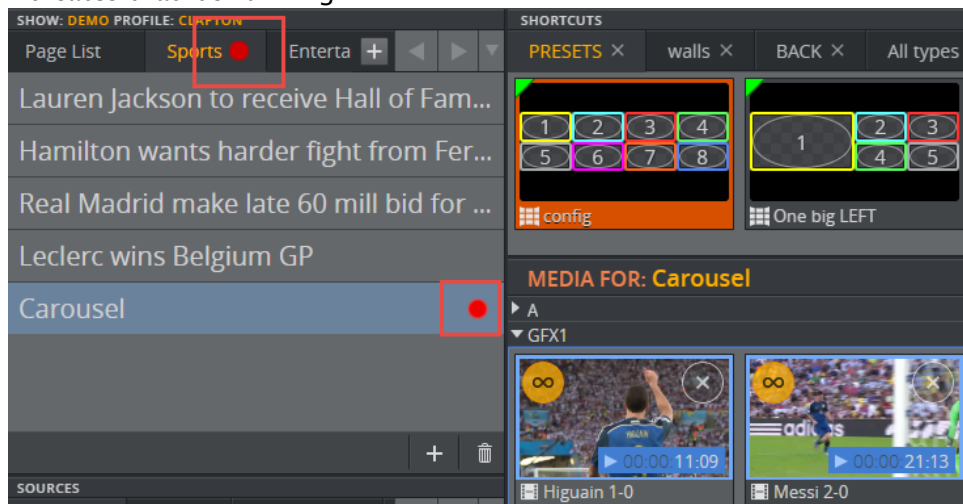 SHOW: DEMO PROFILE: CLAPTON
Page List
Sports
Enterta
+
Lauren Jackson to receive Hall of Fam...
Hamilton wants harder fight from Fer...
Real Madrid make late 60 mill bid for ...
Leclerc wins Belgium GP
Carousel
+
SOURCES
SHORTCUTS
PRESETS ×
walls ×
BACK ×
All types
1 2 3 4
5 6 7 8
config
1 2 3
4 5
One big LEFT
MEDIA FOR: Carousel
A
GFX1
∞ ×
HIGUAIN
00:00:11:09
Higuain 1-0
∞ ×
adidas
00:00:21:13
Messi 2-0